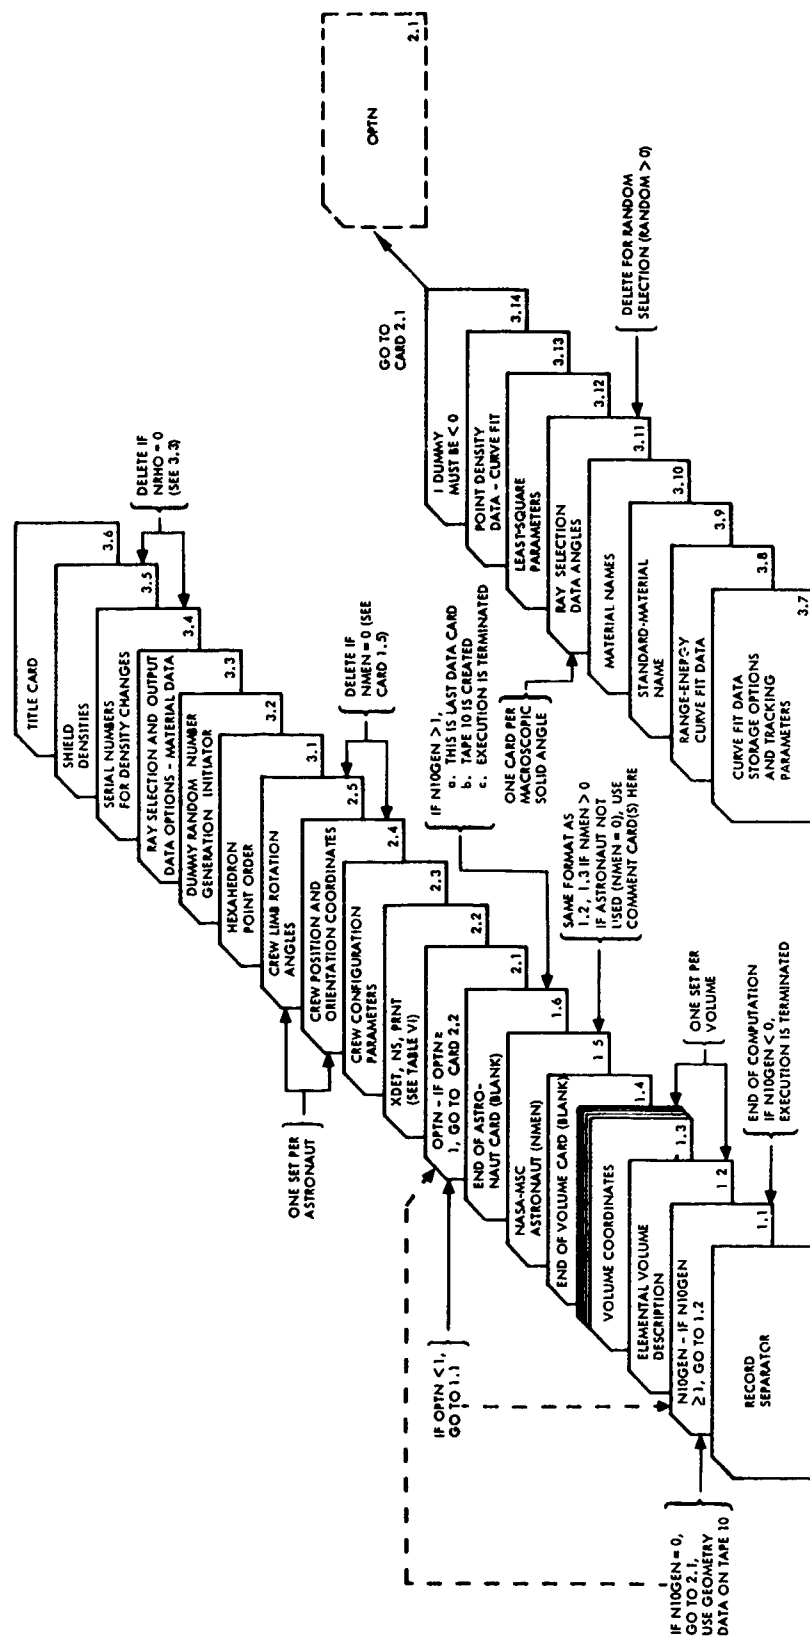 TITLE CARD
3.6
SHIELD
DENSITIES
3.5
SERIAL NUMBERS
FOR DENSITY CHANGES
3.4
RAY SELECTION AND OUTPUT
DATA OPTIONS - MATERIAL DATA
3.3
DUMMY RANDOM NUMBER
GENERATION INITIATOR
3.2
HEXAHEDRON
POINT ORDER
3.1
CREW LIMB ROTATION
ANGLES
2.5
CREW POSITION AND
ORIENTATION COORDINATES
2.4
CREW CONFIGURATION
PARAMETERS
2.3
XDET, NS, PRNT
(SEE TABLE VI)
2.2
OPTN - IF OPTN ≥
1, GO TO CARD 2.2
2.1
END OF ASTRO-
NAUT CARD (BLANK)
1.6
NASA-MSC
ASTRONAUT (NMEN)
1 5
END OF VOLUME CARD (BLANK)
1.4
VOLUME COORDINATES
1.3
ELEMENTAL VOLUME
DESCRIPTION
1 2
N10GEN - IF N10GEN
≥ 1, GO TO 1.2
1.1
RECORD
SEPARATOR
DELETE IF
NRHO = 0
(SEE 3.3)
DELETE IF
NMEN = 0 (SEE
CARD 1.5)
ONE SET PER
ASTRONAUT
IF N10GEN > 1,
a. THIS IS LAST DATA CARD
b. TAPE 10 IS CREATED
c. EXECUTION IS TERMINATED
SAME FORMAT AS
1.2, 1.3 IF NMEN > 0
IF ASTRONAUT NOT
USED (NMEN = 0), USE
COMMENT CARD(S) HERE
ONE SET PER
VOLUME
END OF COMPUTATION
IF N10GEN < 0,
EXECUTION IS TERMINATED
IF OPTN < 1,
GO TO 1.1
IF N10GEN = 0,
GO TO 2.1,
USE GEOMETRY
DATA ON TAPE 10
OPTN
2.1
GO TO
CARD 2.1
I DUMMY
MUST BE < 0
3.14
POINT DENSITY
DATA - CURVE FIT
3.13
LEAST-SQUARE
PARAMETERS
3.12
RAY SELECTION
DATA ANGLES
3.11
MATERIAL NAMES
3.10
STANDARD-MATERIAL
NAME
3.9
RANGE-ENERGY
CURVE FIT DATA
3.8
CURVE FIT DATA
STORAGE OPTIONS
AND TRACKING
PARAMETERS
3.7
DELETE FOR RANDOM
SELECTION (RANDOM > 0)
ONE CARD PER
MACROSCOPIC
SOLID ANGLE